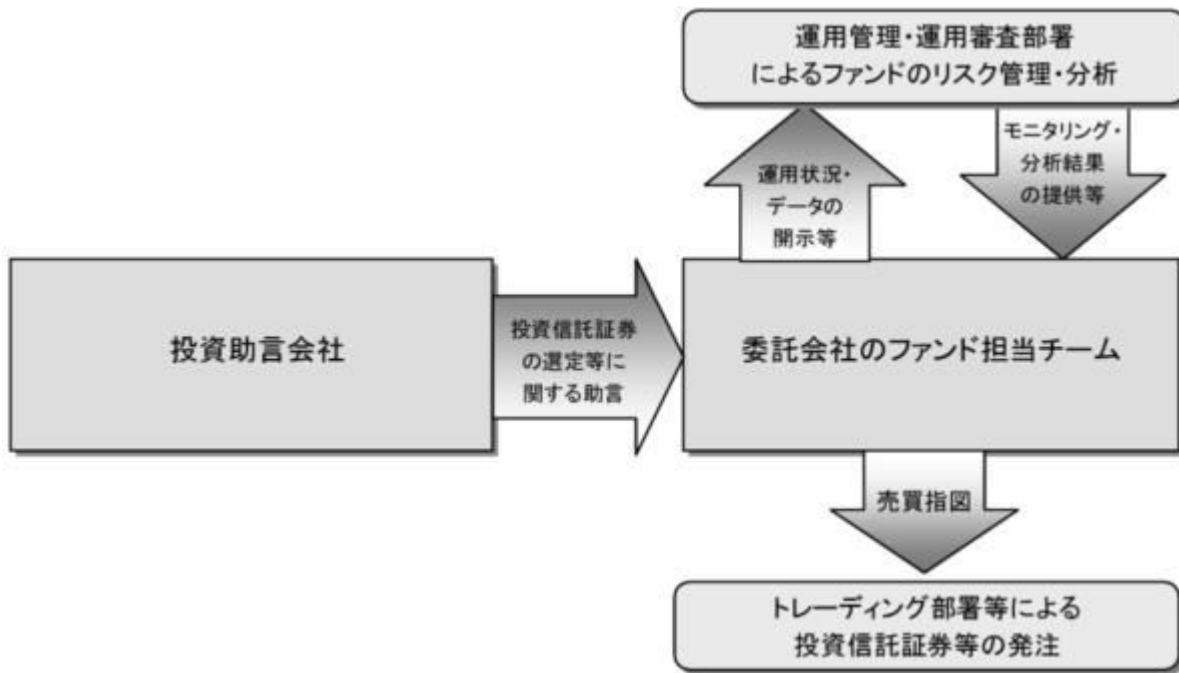 運用管理・運用審査部署
によるファンドのリスク管理・分析
運用状況・
データの
開示等
モニタリング・
分析結果
の提供等
投資助言会社
投資信託証券
の選定等に
関する助言
委託会社のファンド担当チーム
売買指図
トレーディング部署等による
投資信託証券等の発注